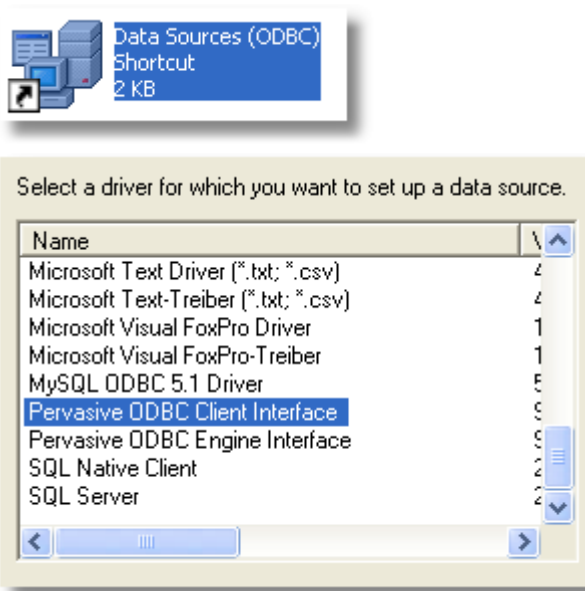 Data Sources (ODBC)
Shortcut
2 KB
Select a driver for which you want to set up a data source.
Name
Microsoft Text Driver (*.txt; *.csv)
Microsoft Text-Treiber (*.txt; *.csv)
Microsoft Visual FoxPro Driver
Microsoft Visual FoxPro-Treiber
MySQL ODBC 5.1 Driver
Pervasive ODBC Client Interface
Pervasive ODBC Engine Interface
SQL Native Client
SQL Server